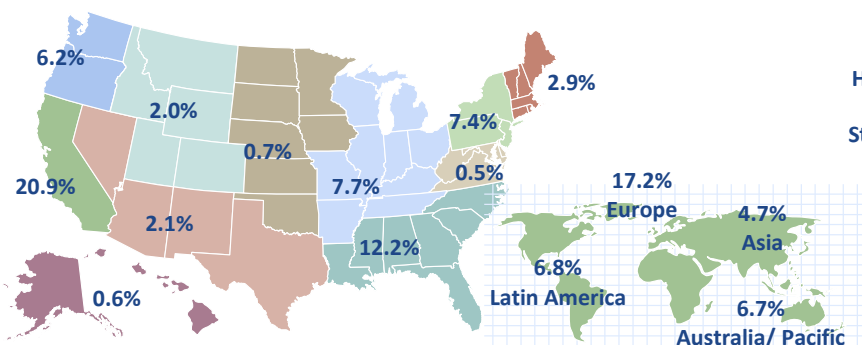 6.2%
2.9%
H
2.0%
7.4%
St
0.7%
0.5%
20.9%
7.7%
17.2%
Europe
4.7%
Asia
2.1%
12.2%
6.8%
Latin America
0.6%
6.7%
Australia/ Pacific